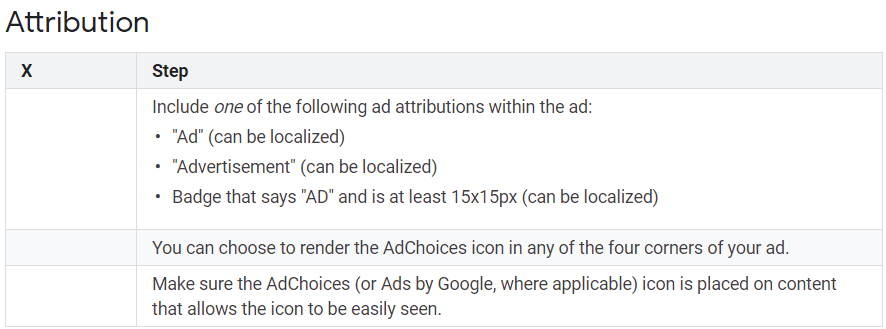 Attribution
X Step
Include one of the following ad attributions within the ad:
• "Ad" (can be localized)
• "Advertisement" (can be localized)
• Badge that says "AD" and is at least 15x15px (can be localized)
You can choose to render the AdChoices icon in any of the four corners of your ad.
Make sure the AdChoices (or Ads by Google, where applicable) icon is placed on content
that allows the icon to be easily seen.